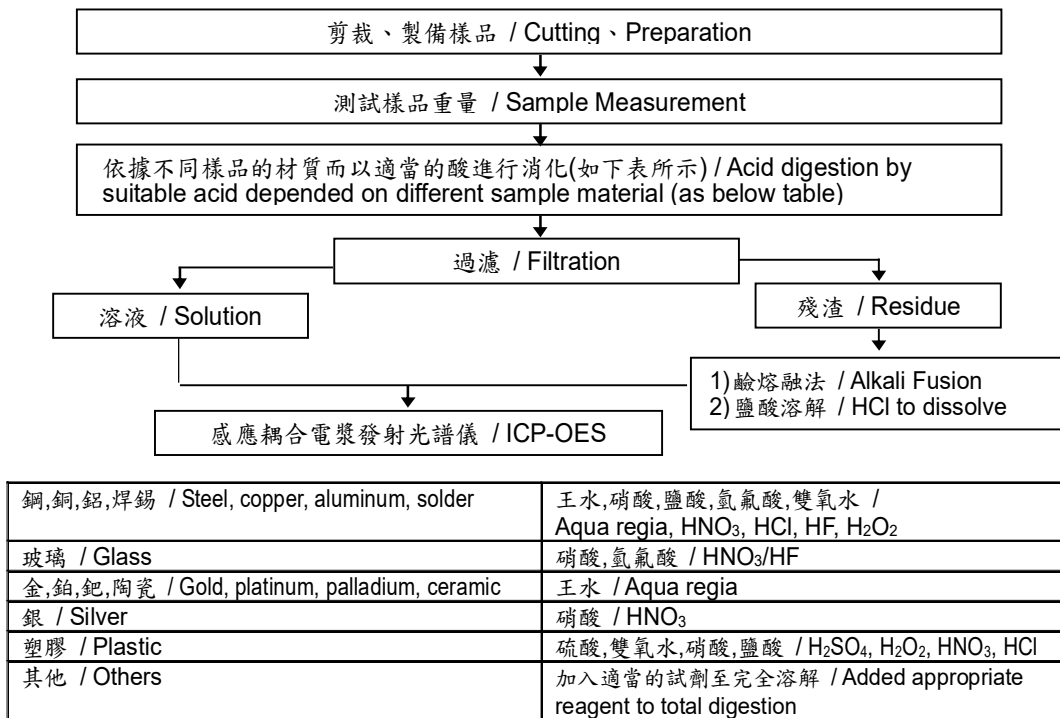 剪裁、製備樣品 / Cutting、Preparation
測試樣品重量 / Sample Measurement
依據不同樣品的材質而以適當的酸進行消化(如下表所示) / Acid digestion by
suitable acid depended on different sample material (as below table)
過濾 / Filtration
溶液 / Solution
殘渣 / Residue
1)鹼熔融法 / Alkali Fusion
2)鹽酸溶解 / HCl to dissolve
感應耦合電漿發射光譜儀 / ICP-OES
鋼,銅,鋁,焊錫 / Steel, copper, aluminum, solder
王水,硝酸,鹽酸,氫氟酸,雙氧水 /
Aqua regia, HNO₃, HCl, HF, H₂O₂
玻璃 / Glass
硝酸,氫氟酸 / HNO₃/HF
金,鉑,鈀,陶瓷 / Gold, platinum, palladium, ceramic
王水 / Aqua regia
銀 / Silver
硝酸 / HNO₃
塑膠 / Plastic
硫酸,雙氧水,硝酸,鹽酸 / H₂SO₄, H₂O₂, HNO₃, HCl
其他 / Others
加入適當的試劑至完全溶解 / Added appropriate
reagent to total digestion